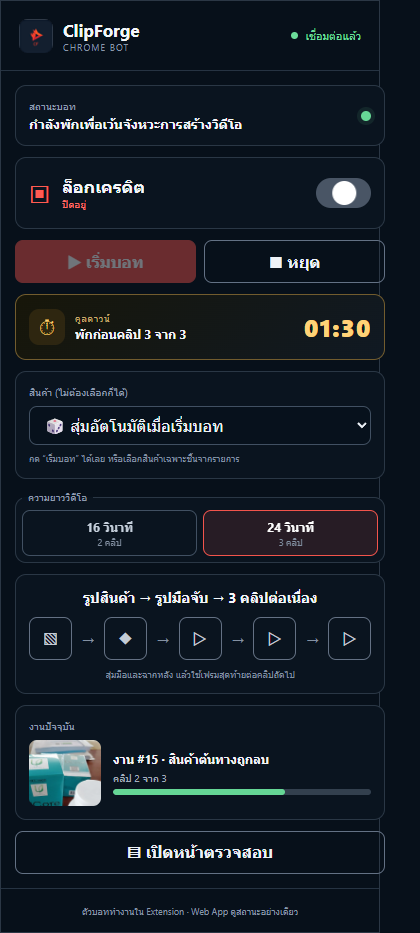 ClipForge
CHROME BOT
เชื่อมต่อแล้ว
สถานะบอท
กำลังพักเพื่อเว้นจังหวะการสร้างวิดีโอ
ล็อกเครดิต
ปิดอยู่
▶ เริ่มบอท
■ หยุด
คูลดาวน์
พักก่อนคลิป 3 จาก 3
01:30
สินค้า (ไม่ต้องเลือกก็ได้)
🎲 สุ่มอัตโนมัติเมื่อเริ่มบอท
กด "เริ่มบอท" ได้เลย หรือเลือกสินค้าเฉพาะชิ้นจากรายการ
ความยาววิดีโอ
16 วินาที
2 คลิป
24 วินาที
3 คลิป
รูปสินค้า → รูปมือจับ → 3 คลิปต่อเนื่อง
สุ่มมือและฉากหลัง แล้วใช้เฟรมสุดท้ายต่อคลิปถัดไป
งานปัจจุบัน
งาน #15 · สินค้าต้นทางถูกลบ
คลิป 2 จาก 3
เปิดหน้าตรวจสอบ
ตัวบอททำงานใน Extension · Web App ดูสถานะอย่างเดียว